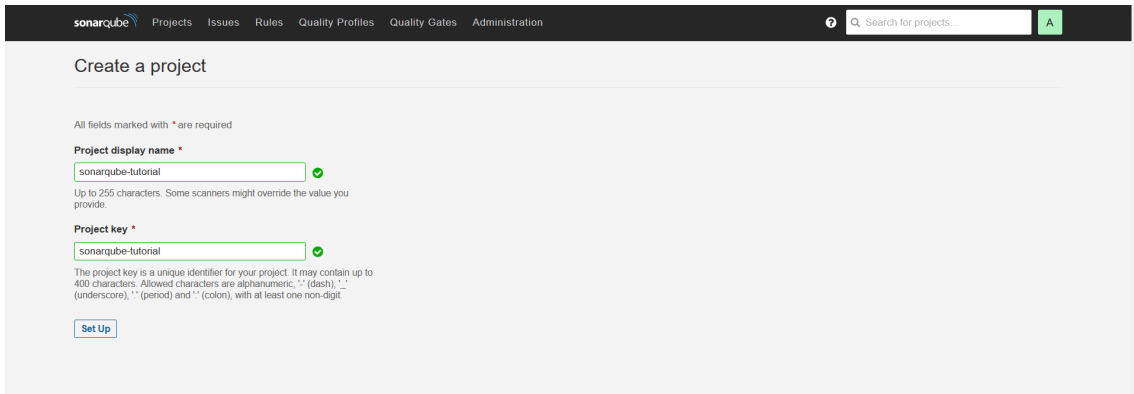 sonarqube Projects Issues Rules Quality Profiles Quality Gates Administration ? Search for projects... A
Create a project
All fields marked with * are required
Project display name *
sonarqube-tutorial
Up to 255 characters. Some scanners might override the value you
provide.
Project key *
sonarqube-tutorial
The project key is a unique identifier for your project. It may contain up to
400 characters. Allowed characters are alphanumeric, '-' (dash), '_'
(underscore), '.' (period) and ':' (colon), with at least one non-digit.
Set Up